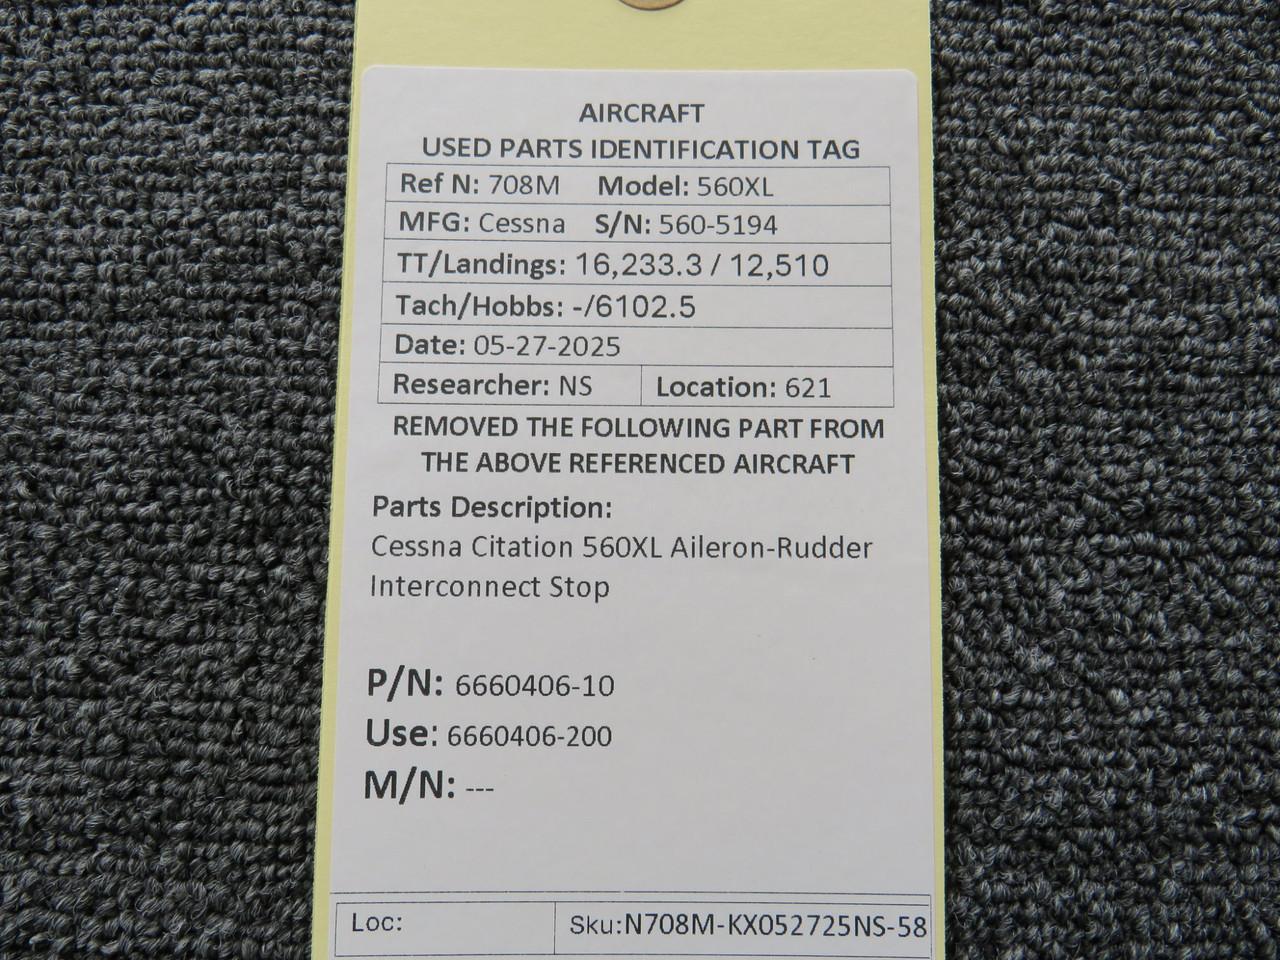 AIRCRAFT
USED PARTS IDENTIFICATION TAG
Ref N: 708M Model: 560XL
MFG: Cessna S/N: 560-5194
TT/Landings: 16,233.3 / 12,510
Tach/Hobbs: -/6102.5
Date: 05-27-2025
Researcher: NS Location: 621
REMOVED THE FOLLOWING PART FROM
THE ABOVE REFERENCED AIRCRAFT
Parts Description:
Cessna Citation 560XL Aileron-Rudder
Interconnect Stop
P/N: 6660406-10
Use: 6660406-200
M/N: ---
Loc: Sku:N708M-KX052725NS-58